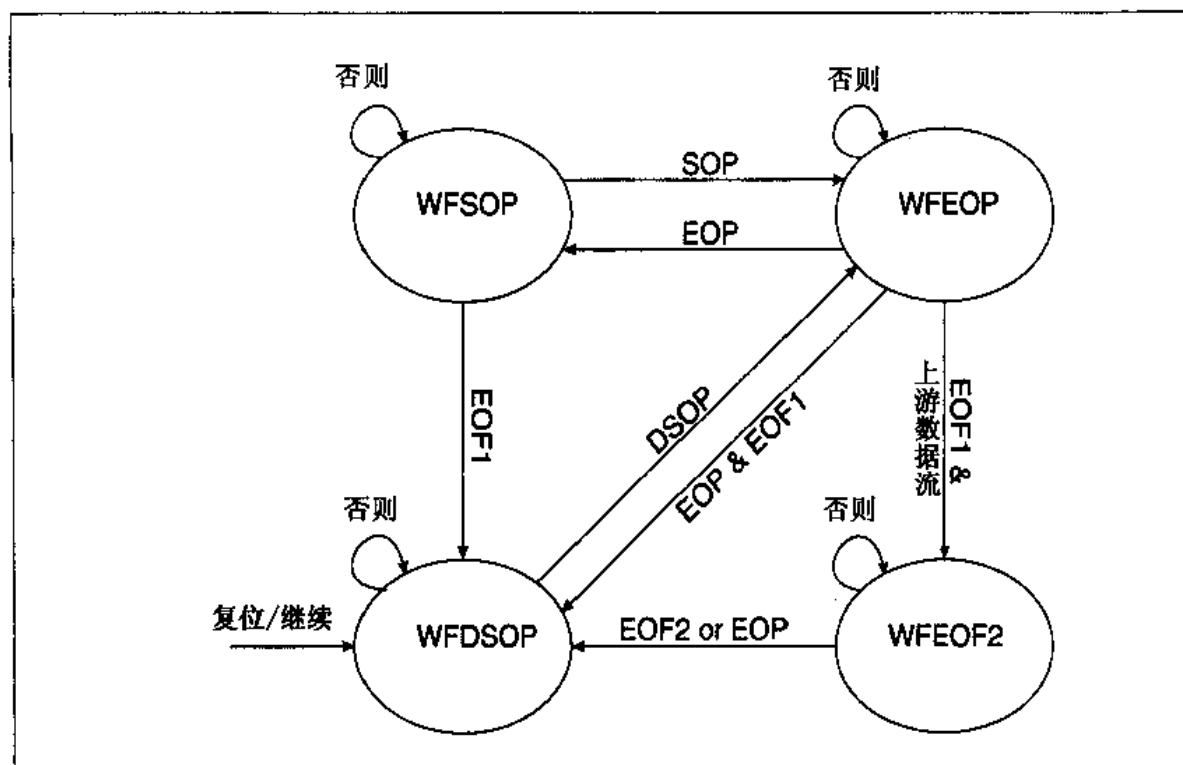 否则
否则
WFSOP
SOP
WFEOP
EOP
EOF1
DSOP
EOP & EOF1
EOF1 &
上游数据流
否则
否则
复位/继续
WFDSOP
EOF2 or EOP
WFEOF2